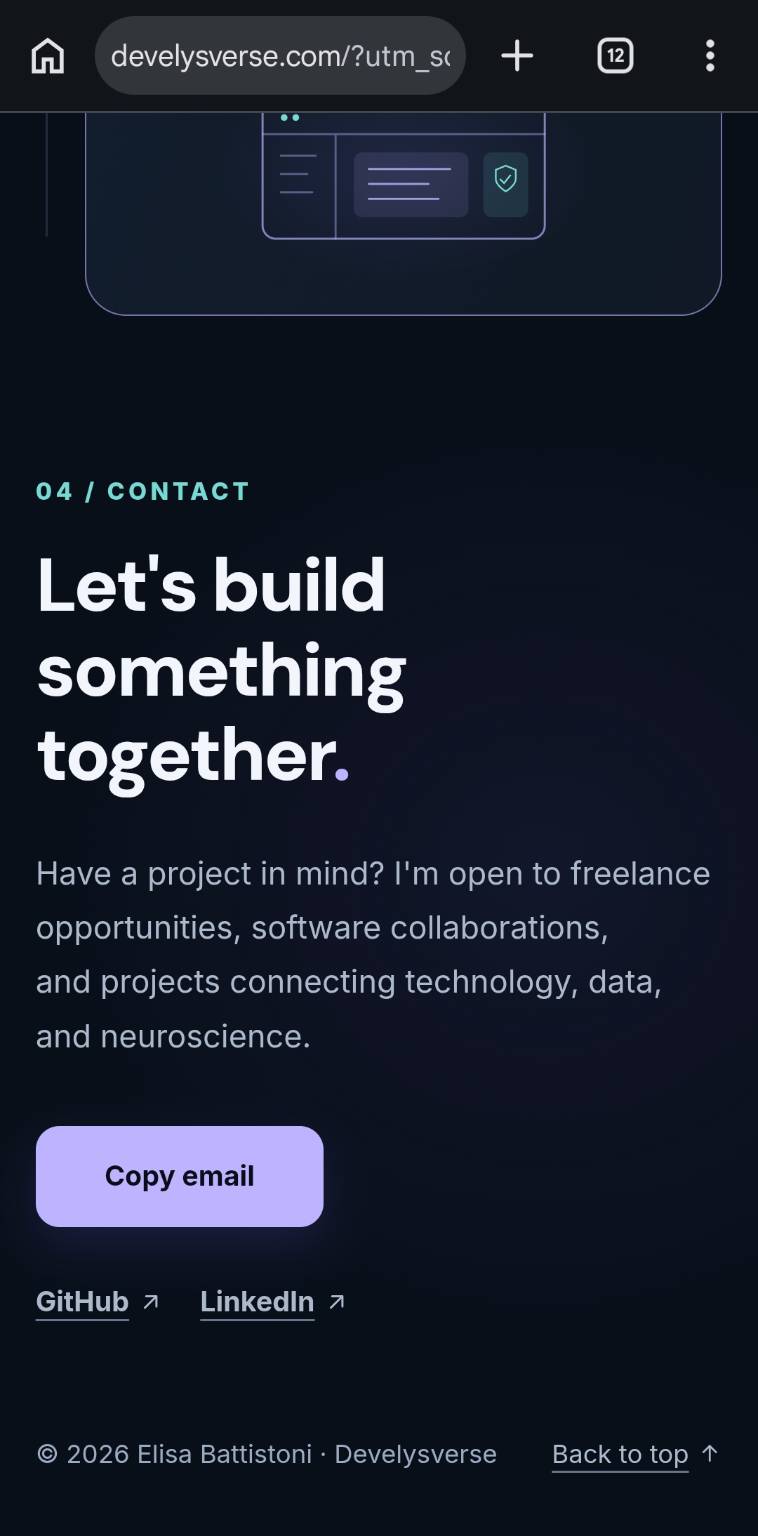 develysverse.com/?utm_sc
12
04 / CONTACT
Let's build
something
together.
Have a project in mind? I'm open to freelance
opportunities, software collaborations,
and projects connecting technology, data,
and neuroscience.
Copy email
GitHub ↗ LinkedIn ↗
© 2026 Elisa Battistoni · Develysverse Back to top ↑